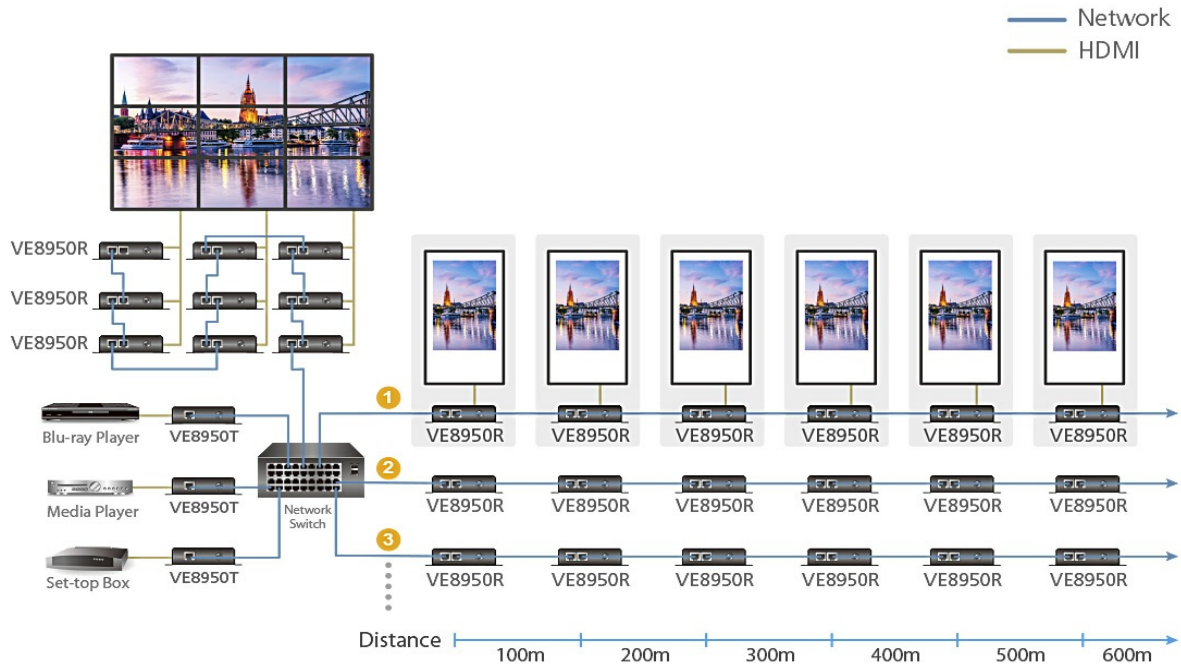 Network
HDMI
VE8950R
VE8950R
VE8950R
Blu-ray Player
VE8950T
Media Player
VE8950T
Set-top Box
VE8950T
Network
Switch
1
VE8950R VE8950R VE8950R VE8950R VE8950R VE8950R
2
VE8950R VE8950R VE8950R VE8950R VE8950R VE8950R
3
VE8950R VE8950R VE8950R VE8950R VE8950R VE8950R
Distance
100m 200m 300m 400m 500m 600m